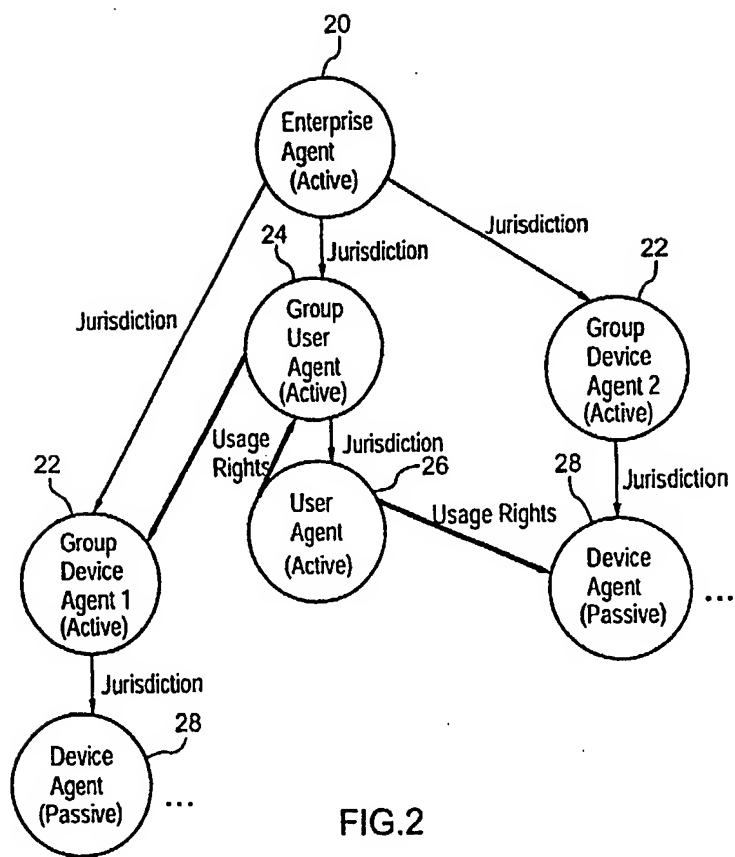 20
Enterprise
Agent
(Active)
Jurisdiction
Jurisdiction
Jurisdiction
24
Group
User
Agent
(Active)
22
Group
Device
Agent 2
(Active)
Usage
Rights
Jurisdiction
26
User
Agent
(Active)
Usage Rights
Jurisdiction
28
Device
Agent
(Passive)
...
22
Group
Device
Agent 1
(Active)
Jurisdiction
28
Device
Agent
(Passive)
...
FIG.2